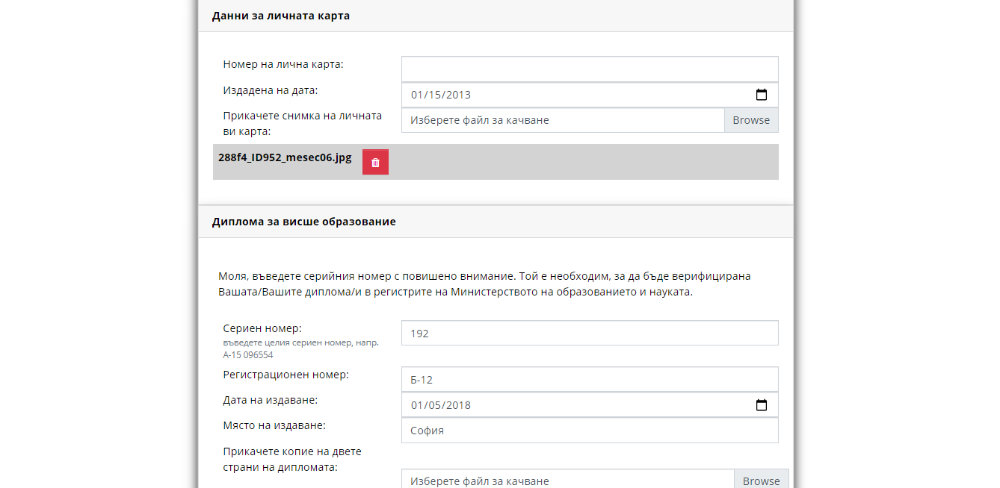 Данни за личната карта
Номер на лична карта:
Издадена на дата:
01/15/2013
Прикачете снимка на личната
ви карта:
Изберете файл за качване
Browse
288f4_ID952_mesec06.jpg
Диплома за висше образование
Моля, въведете серийния номер с повишено внимание. Той е необходим, за да бъде верифицирана
Вашата/Вашите диплома/и в регистрите на Министерството на образованието и науката.
Сериен номер:
192
въведете целия сериен номер, напр.
А-15 096554
Регистрационен номер:
Б-12
Дата на издаване:
01/05/2018
Място на издаване:
София
Прикачете копие на двете
страни на дипломата:
Изберете файл за качване
Browse